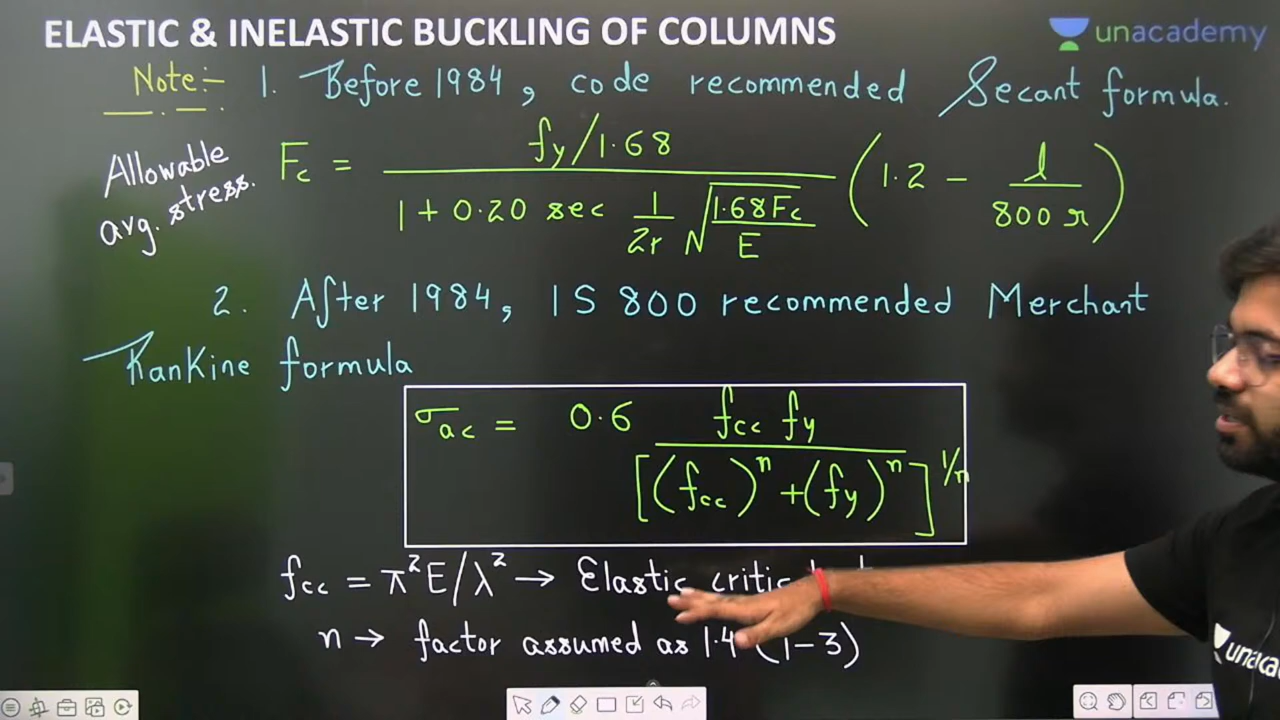 ELASTIC & INELASTIC BUCKLING OF COLUMNS
unacademy
Note:- 1. Before 1984, code recommended Secant formula.
Allowable avg. stress.
Fc = fy/1.68 / 1 + 0.20 sec 1/2r √1.68Fc/E (1.2 - l/800 r)
2. After 1984, IS 800 recommended Merchant
Rankine formula
σac = 0.6 fcc fy / [(fcc)^n + (fy)^n]^1/n
fcc = π²E/λ² → Elastic
n → factor assumed as 1.4 (1-3)